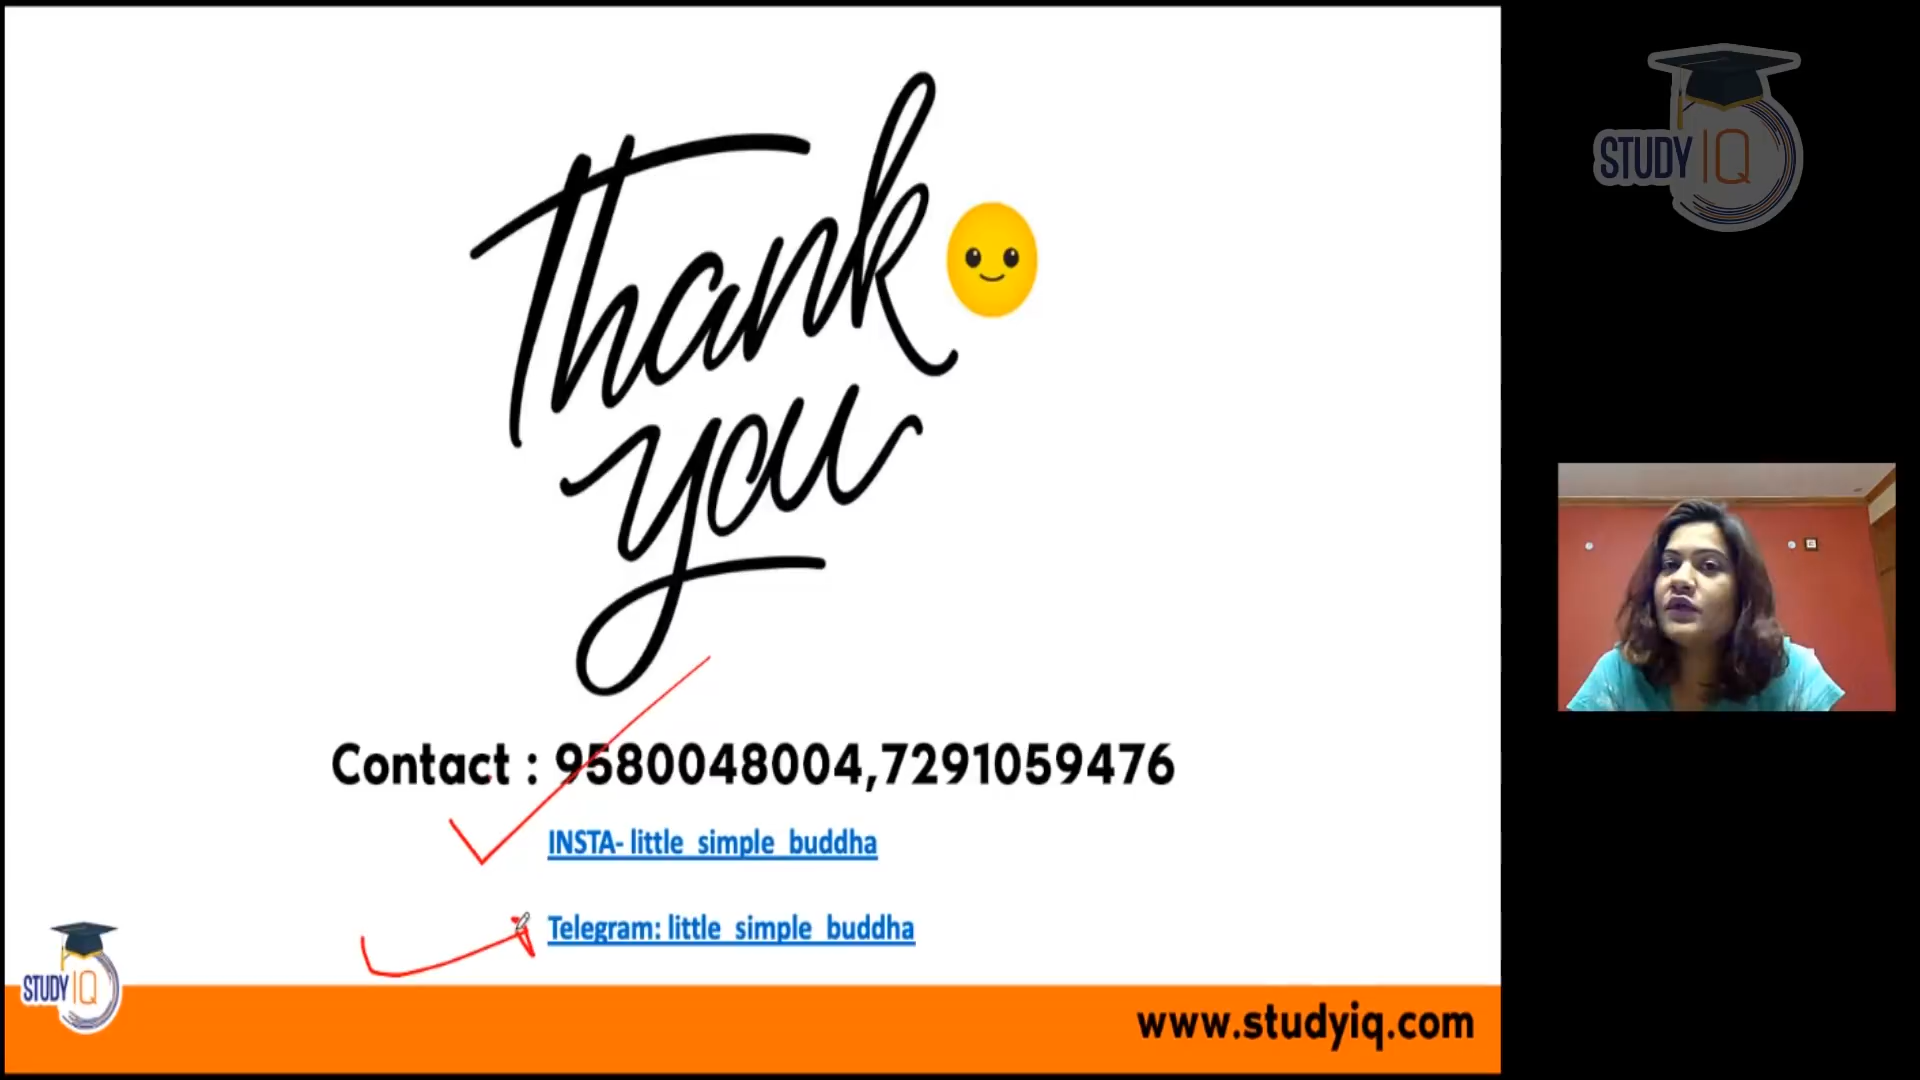 STUDY IQ
Thank
you
Contact : 9580048004,7291059476
INSTA- little_simple_buddha
Telegram: little_simple_buddha
STUDY IQ
www.studyiq.com